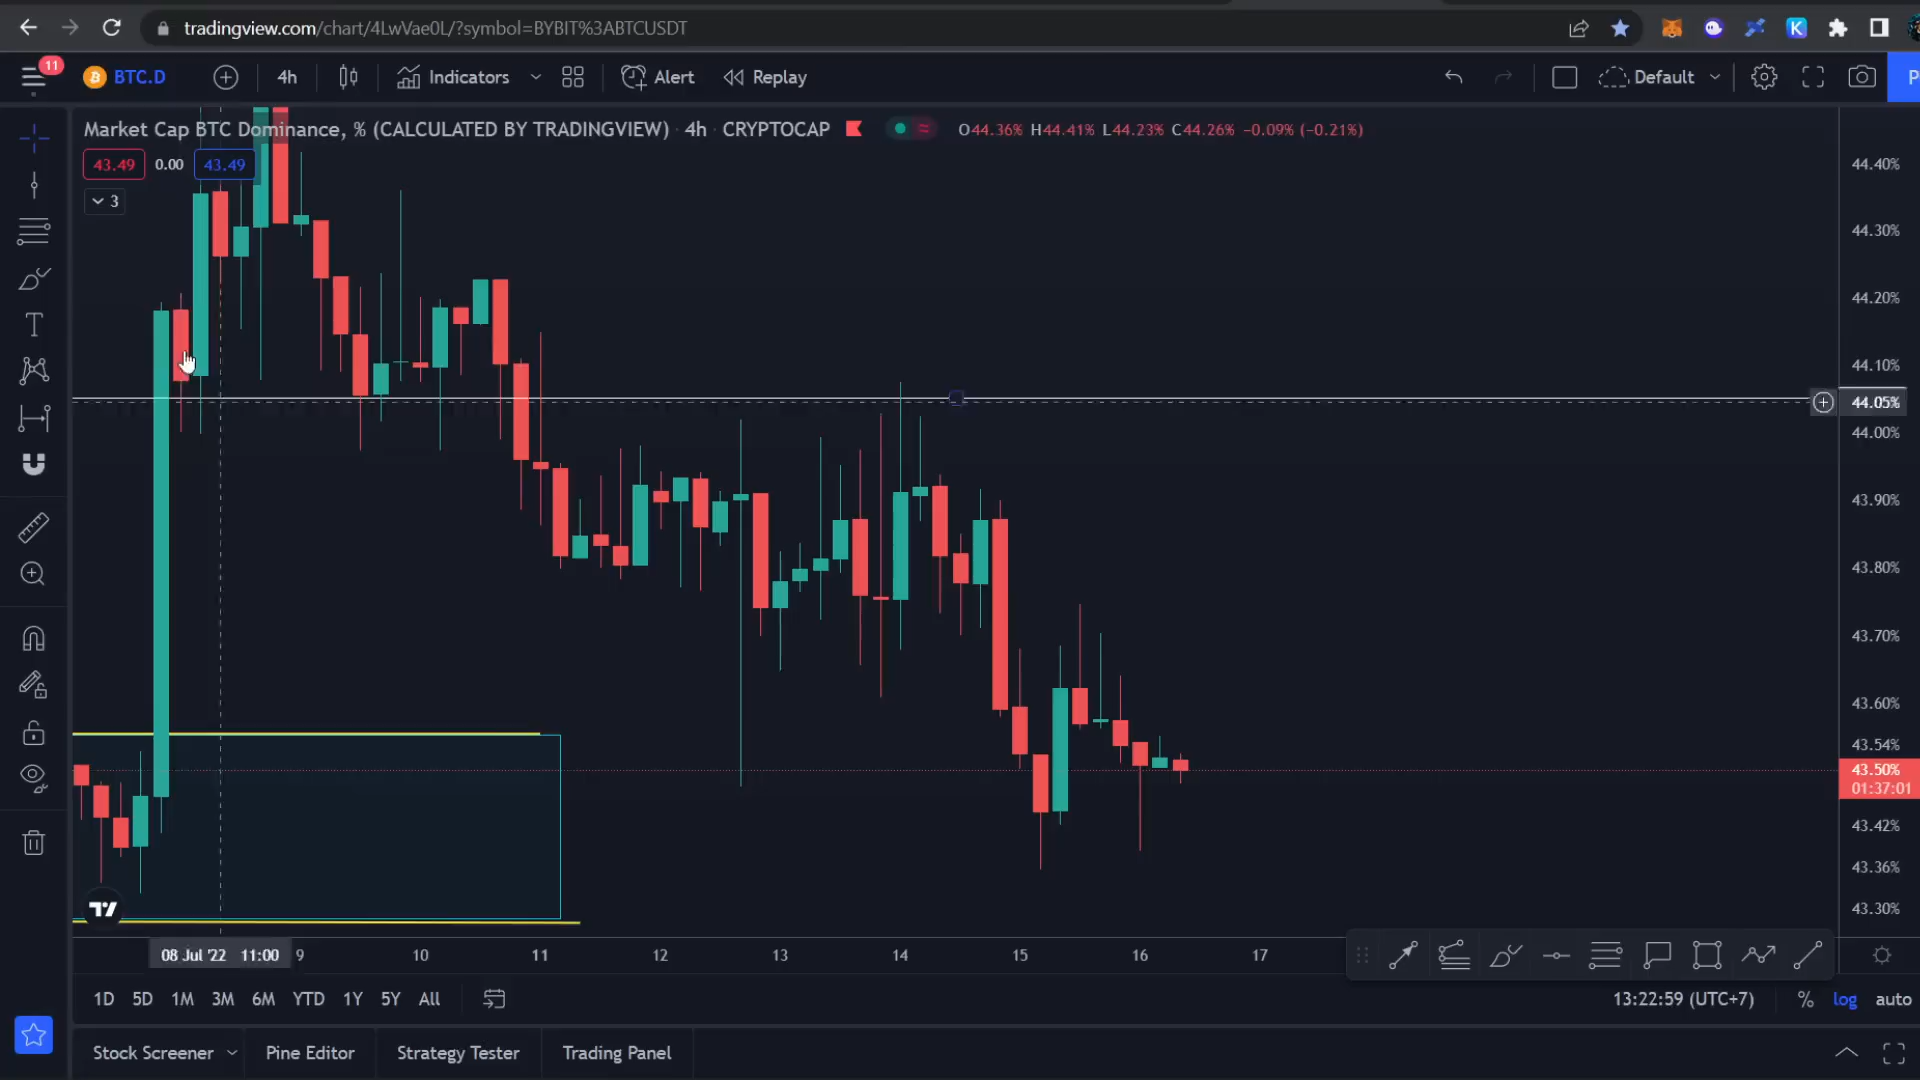 tradingview.com/chart/4LwVae0L/?symbol=BYBIT%3ABTCUSDT
11 BTC.D 4h Indicators Alert Replay Default
Market Cap BTC Dominance, % (CALCULATED BY TRADINGVIEW) · 4h · CRYPTOCAP O44.36% H44.41% L44.23% C44.26% −0.09% (−0.21%)
43.49 0.00 43.49
3
44.40%
44.30%
44.20%
44.10%
44.05%
44.00%
43.90%
43.80%
43.70%
43.60%
43.54%
43.50%
01:37:01
43.42%
43.36%
43.30%
08 Jul '22 11:00 9 10 11 12 13 14 15 16 17
1D 5D 1M 3M 6M YTD 1Y 5Y All 13:22:59 (UTC+7) % log auto
Stock Screener Pine Editor Strategy Tester Trading Panel